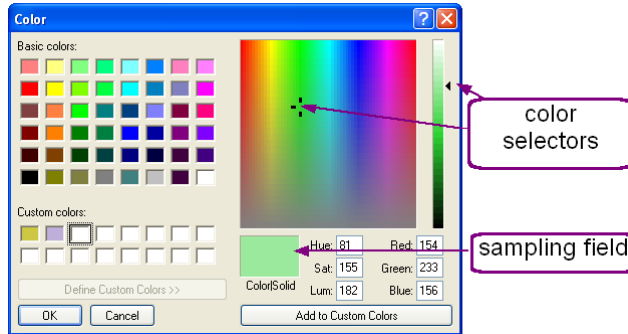 Color
Basic colors:
color
selectors
Custom colors:
Hue: 81 Red: 154
sampling field
Sat: 155 Green: 233
Color|Solid
Lum: 182 Blue: 156
Define Custom Colors >>
OK Cancel Add to Custom Colors